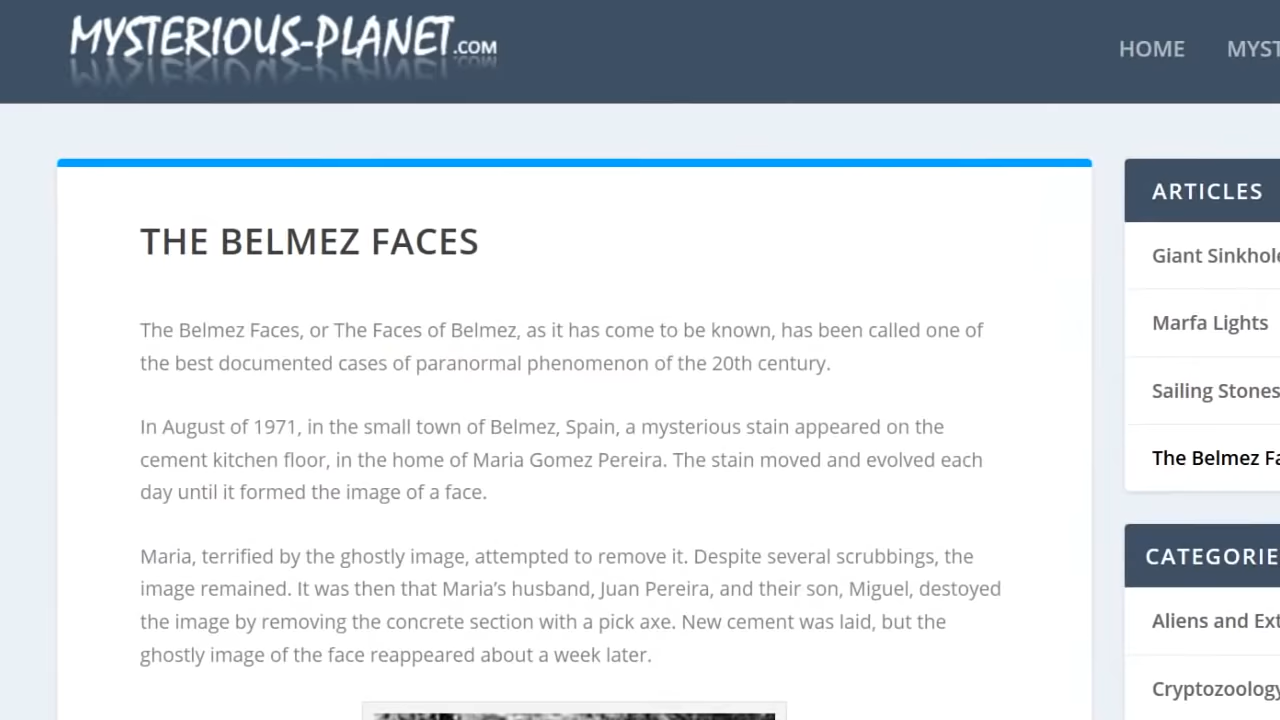 MYSTERIOUS-PLANET.COM
HOME
THE BELMEZ FACES
The Belmez Faces, or The Faces of Belmez, as it has come to be known, has been called one of
the best documented cases of paranormal phenomenon of the 20th century.
In August of 1971, in the small town of Belmez, Spain, a mysterious stain appeared on the
cement kitchen floor, in the home of Maria Gomez Pereira. The stain moved and evolved each
day until it formed the image of a face.
Maria, terrified by the ghostly image, attempted to remove it. Despite several scrubbings, the
image remained. It was then that Maria’s husband, Juan Pereira, and their son, Miguel, destroyed
the image by removing the concrete section with a pick axe. New cement was laid, but the
ghostly image of the face reappeared about a week later.
ARTICLES
Giant
Marfa Lights
Sailing Stones
The Belmez
Aliens and
Cryptozoology